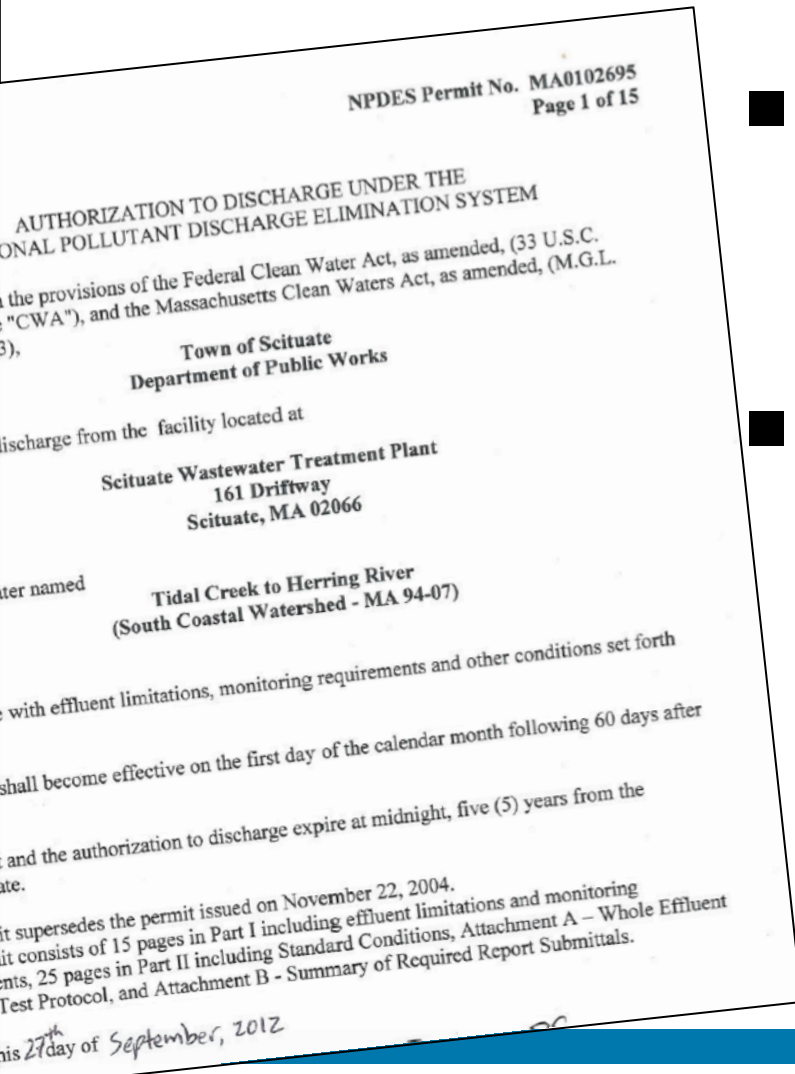 NPDES Permit No. MA0102695
Page 1 of 15
AUTHORIZATION TO DISCHARGE UNDER THE
ONAL POLLUTANT DISCHARGE ELIMINATION SYSTEM
the provisions of the Federal Clean Water Act, as amended, (33 U.S.C.
"CWA"), and the Massachusetts Clean Waters Act, as amended, (M.G.L.
3),
Town of Scituate
Department of Public Works
discharge from the facility located at
Scituate Wastewater Treatment Plant
161 Driftway
Scituate, MA 02066
ater named
Tidal Creek to Herring River
(South Coastal Watershed - MA 94-07)
with effluent limitations, monitoring requirements and other conditions set forth
shall become effective on the first day of the calendar month following 60 days after
and the authorization to discharge expire at midnight, five (5) years from the
ate.
it supersedes the permit issued on November 22, 2004.
it consists of 15 pages in Part I including effluent limitations and monitoring
ents, 25 pages in Part II including Standard Conditions, Attachment A – Whole Effluent
Test Protocol, and Attachment B - Summary of Required Report Submittals.
his 27th day of September, 2012